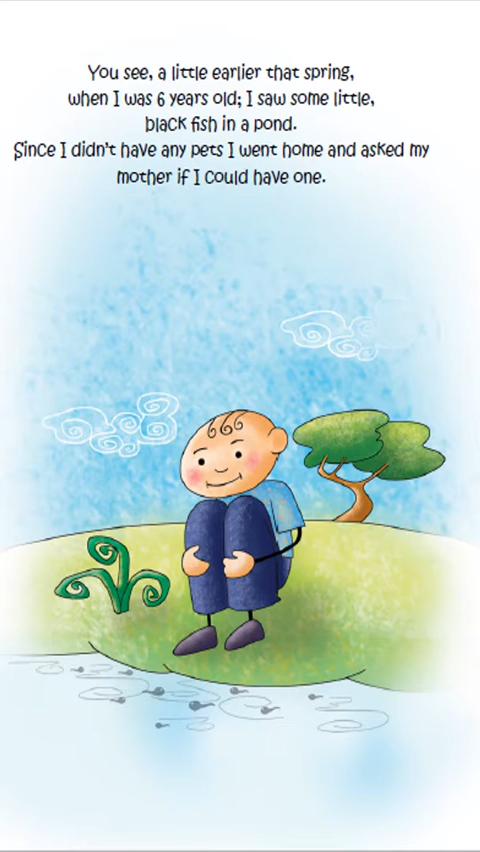 You see, a little earlier that spring,
when I was 6 years old; I saw some little,
black fish in a pond.
Since I didn't have any pets I went home and asked my
mother if I could have one.